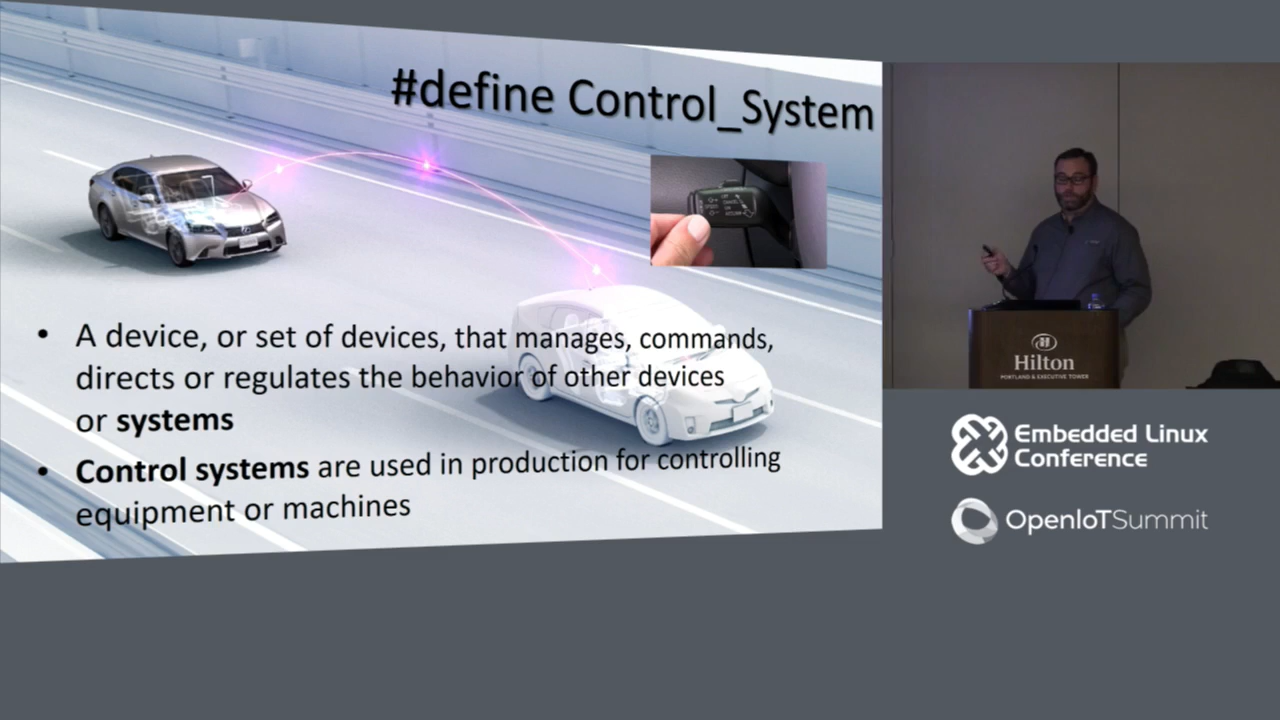 #define Control_System
• A device, or set of devices, that manages, commands,
directs or regulates the behavior of other devices
or systems
• Control systems are used in production for controlling
equipment or machines
Hilton
PORTLAND & EXECUTIVE TOWER
Embedded Linux
Conference
OpenIoTSummit